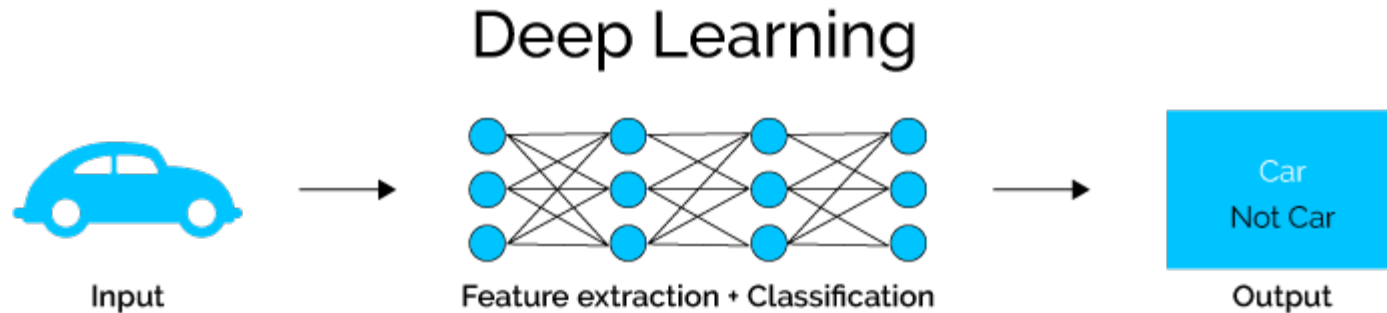 Deep Learning
Car
Not Car
Input
Feature extraction + Classification
Output